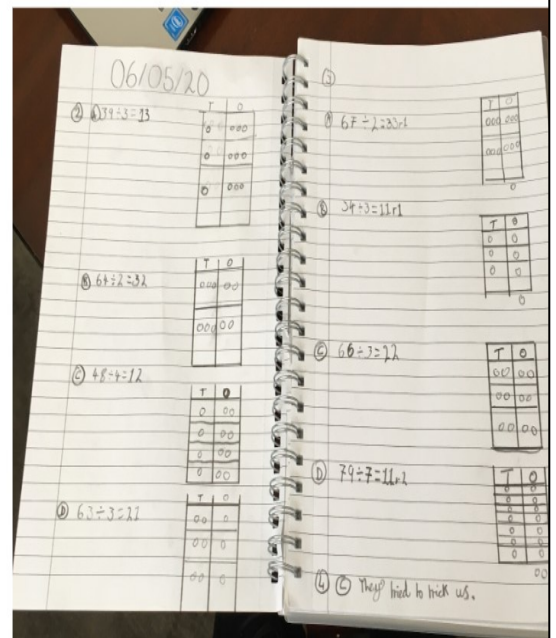 06/05/20
② Ⓐ 39÷3=13
T O
Ⓑ 64÷2=32
T O
Ⓒ 48÷4=12
T O
Ⓓ 63÷3=21
T O
③
Ⓐ 67÷2=33r1
T O
Ⓑ 34÷3=11r1
T O
Ⓒ 66÷3=22
T O
Ⓓ 79÷7=11r2
T O
④ Ⓒ They tried to trick us.